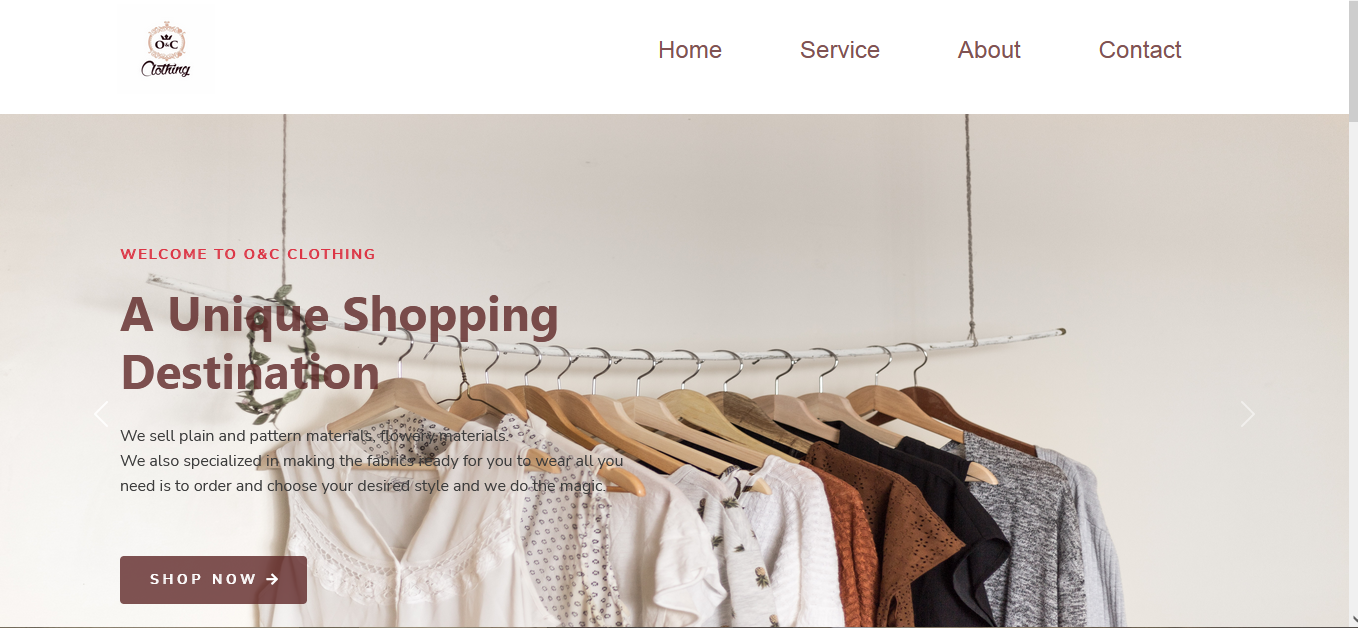 O&C
Clothing
Home Service About Contact
WELCOME TO O&C CLOTHING
A Unique Shopping
Destination
We sell plain and pattern materials, flowery materials.
We also specialized in making the fabrics ready for you to wear all you
need is to order and choose your desired style and we do the magic.
SHOP NOW →